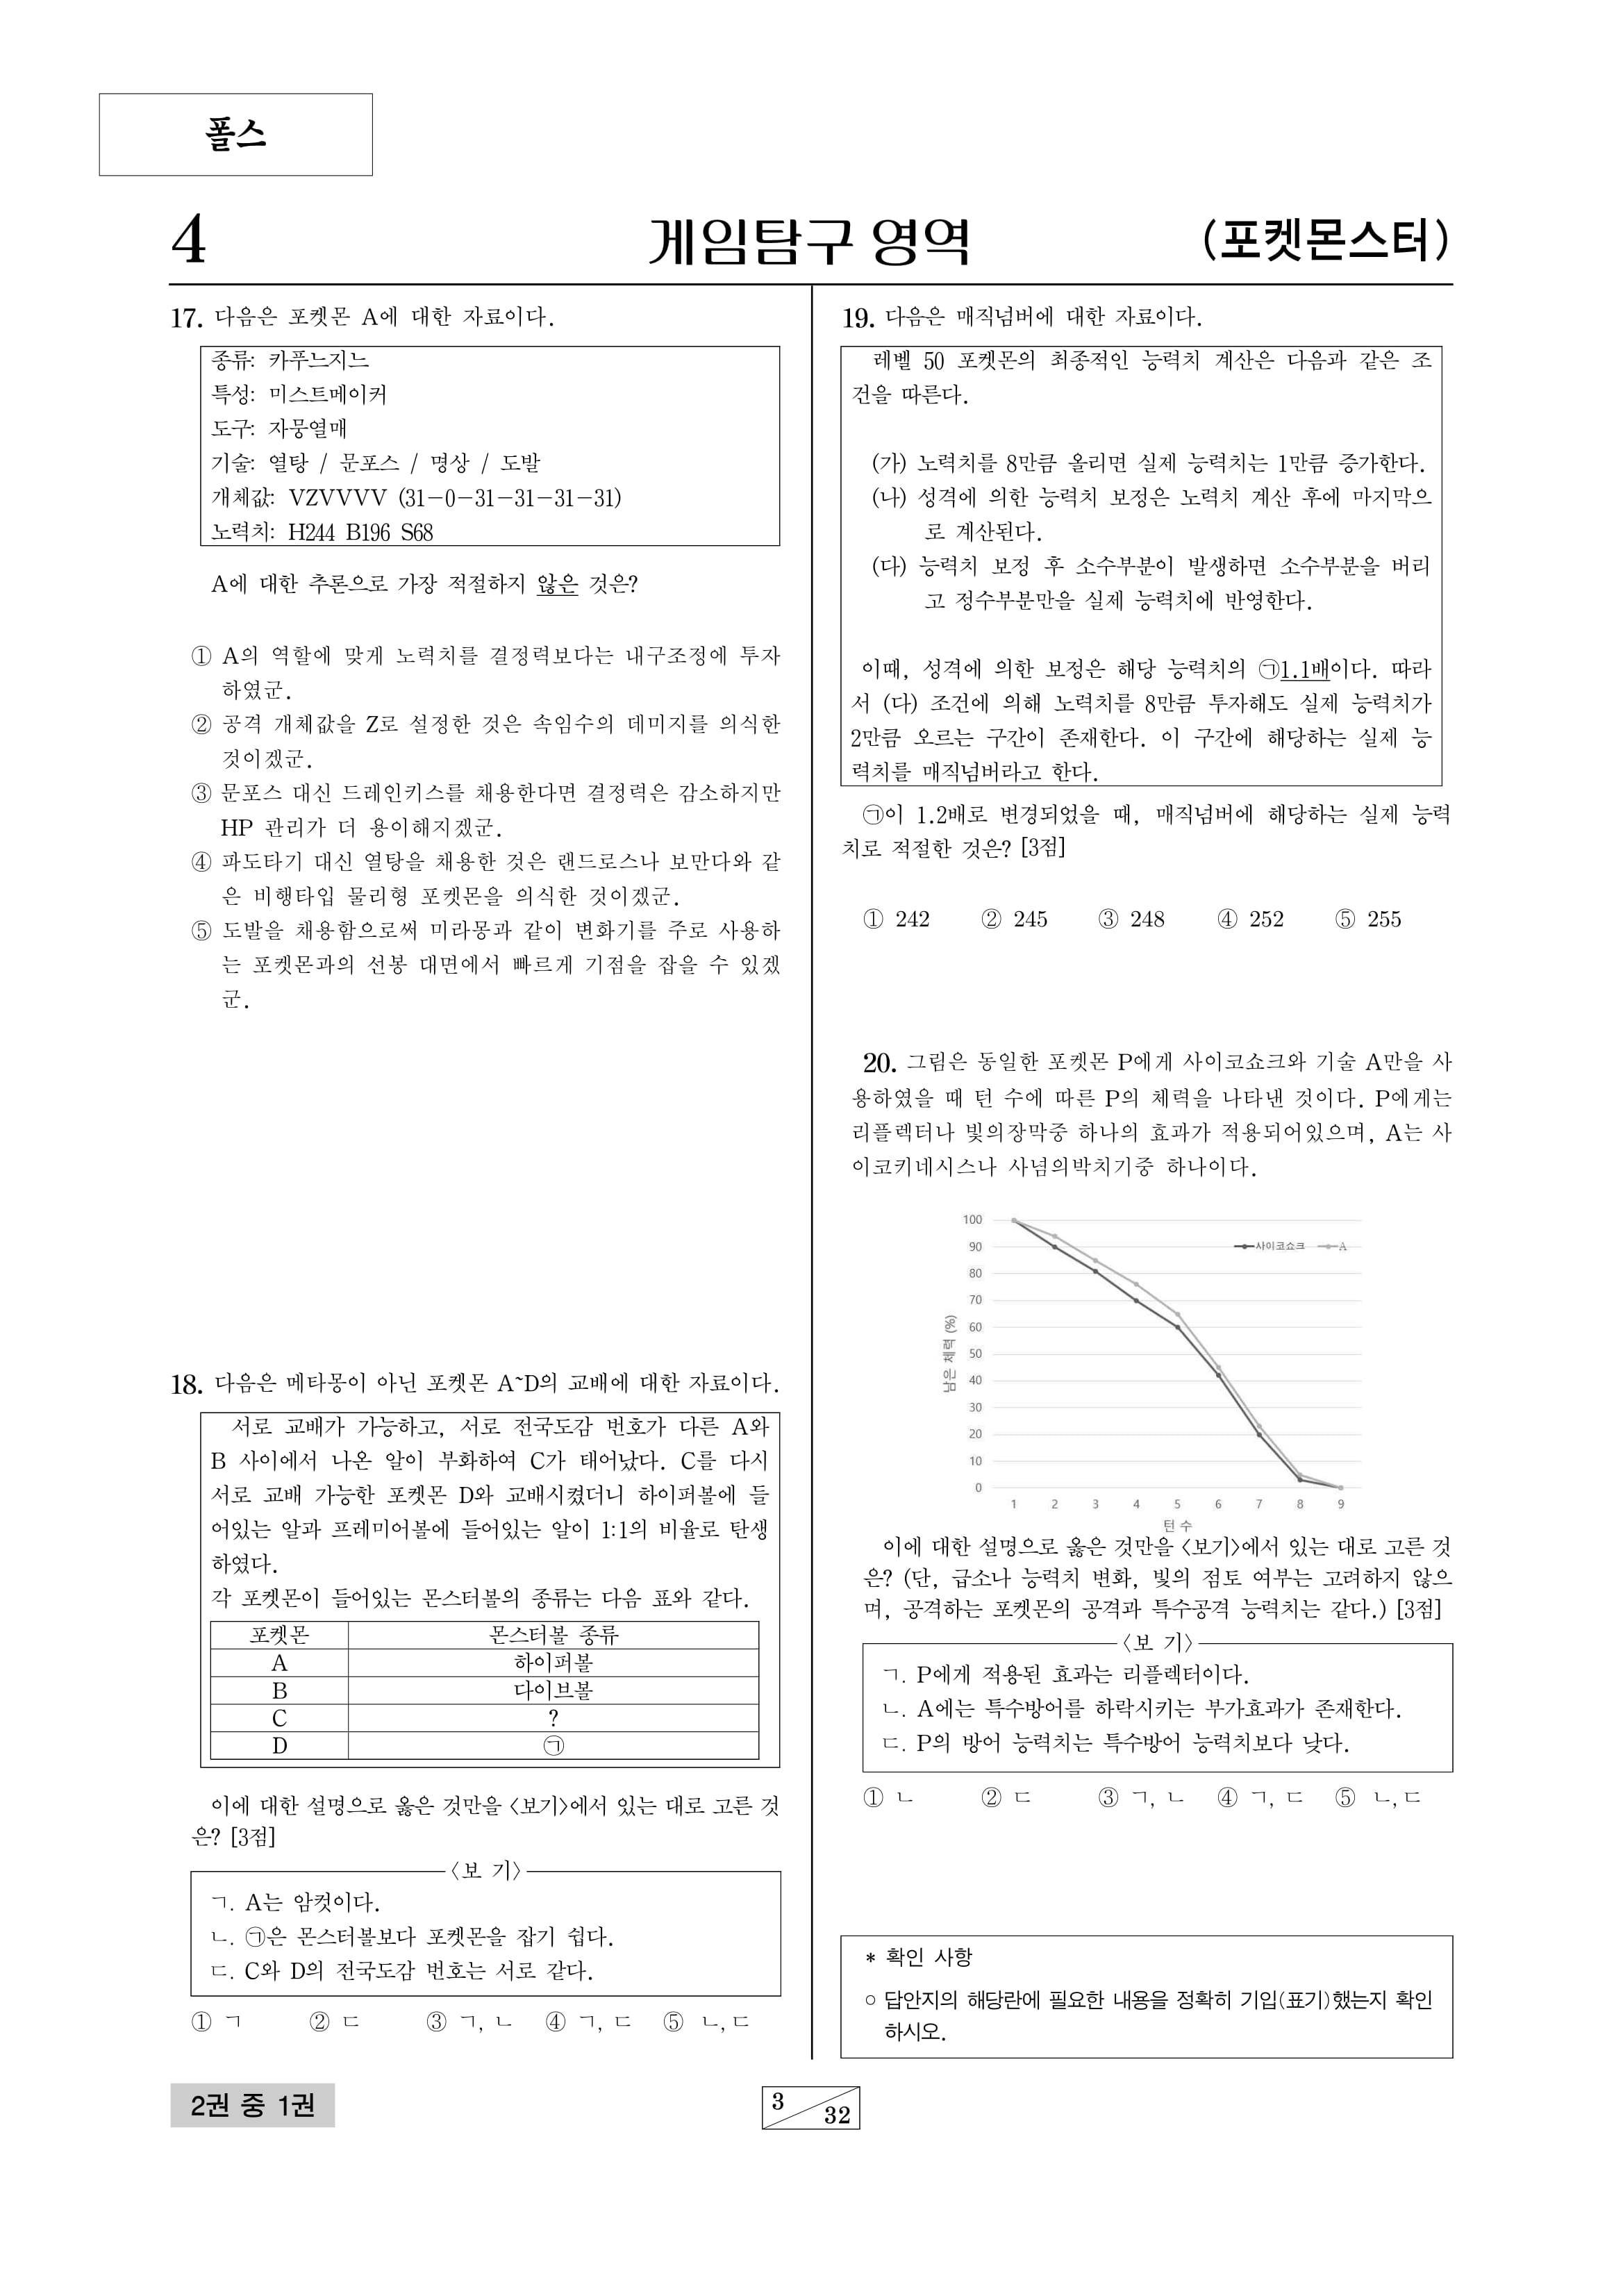 폴스
4
게임탐구 영역
(포켓몬스터)
17. 다음은 포켓몬 A에 대한 자료이다.
종류: 카푸느지느
특성: 미스트메이커
도구: 자뭉열매
기술: 열탕 / 문포스 / 명상 / 도발
개체값: VZVVVV (31-0-31-31-31-31)
노력치: H244 B196 S68
A에 대한 추론으로 가장 적절하지 않은 것은?
① A의 역할에 맞게 노력치를 결정력보다는 내구조정에 투자
하였군.
② 공격 개체값을 Z로 설정한 것은 속임수의 데미지를 의식한
것이겠군.
③ 문포스 대신 드레인키스를 채용한다면 결정력은 감소하지만
HP 관리가 더 용이해지겠군.
④ 파도타기 대신 열탕을 채용한 것은 랜드로스나 보만다와 같
은 비행타입 물리형 포켓몬을 의식한 것이겠군.
⑤ 도발을 채용함으로써 미라몽과 같이 변화기를 주로 사용하
는 포켓몬과의 선봉 대면에서 빠르게 기점을 잡을 수 있겠
군.
18. 다음은 메타몽이 아닌 포켓몬 A~D의 교배에 대한 자료이다.
서로 교배가 가능하고, 서로 전국도감 번호가 다른 A와
B 사이에서 나온 알이 부화하여 C가 태어났다. C를 다시
서로 교배 가능한 포켓몬 D와 교배시켰더니 하이퍼볼에 들
어있는 알과 프레미어볼에 들어있는 알이 1:1의 비율로 탄생
하였다.
각 포켓몬이 들어있는 몬스터볼의 종류는 다음 표와 같다.
포켓몬 몬스터볼 종류
A 하이퍼볼
B 다이브볼
C ?
D ㉠
이에 대한 설명으로 옳은 것만을 <보기>에서 있는 대로 고른 것
은? [3점]
<보 기>
ㄱ. A는 암컷이다.
ㄴ. ㉠은 몬스터볼보다 포켓몬을 잡기 쉽다.
ㄷ. C와 D의 전국도감 번호는 서로 같다.
① ㄱ ② ㄷ ③ ㄱ, ㄴ ④ ㄱ, ㄷ ⑤ ㄴ, ㄷ
19. 다음은 매직넘버에 대한 자료이다.
레벨 50 포켓몬의 최종적인 능력치 계산은 다음과 같은 조
건을 따른다.
(가) 노력치를 8만큼 올리면 실제 능력치는 1만큼 증가한다.
(나) 성격에 의한 능력치 보정은 노력치 계산 후에 마지막으
로 계산된다.
(다) 능력치 보정 후 소수부분이 발생하면 소수부분을 버리
고 정수부분만을 실제 능력치에 반영한다.
이때, 성격에 의한 보정은 해당 능력치의 ㉠1.1배이다. 따라
서 (다) 조건에 의해 노력치를 8만큼 투자해도 실제 능력치가
2만큼 오르는 구간이 존재한다. 이 구간에 해당하는 실제 능
력치를 매직넘버라고 한다.
㉠이 1.2배로 변경되었을 때, 매직넘버에 해당하는 실제 능력
치로 적절한 것은? [3점]
① 242 ② 245 ③ 248 ④ 252 ⑤ 255
20. 그림은 동일한 포켓몬 P에게 사이코쇼크와 기술 A만을 사
용하였을 때 턴 수에 따른 P의 체력을 나타낸 것이다. P에게는
리플렉터나 빛의장막중 하나의 효과가 적용되어있으며, A는 사
이코키네시스나 사념의박치기중 하나이다.
100
90
80
70
60
50
40
30
20
10
0
남은 체력 (%)
사이코쇼크 A
1 2 3 4 5 6 7 8 9
턴 수
이에 대한 설명으로 옳은 것만을 <보기>에서 있는 대로 고른 것
은? (단, 급소나 능력치 변화, 빛의 점토 여부는 고려하지 않으
며, 공격하는 포켓몬의 공격과 특수공격 능력치는 같다.) [3점]
<보 기>
ㄱ. P에게 적용된 효과는 리플렉터이다.
ㄴ. A에는 특수방어를 하락시키는 부가효과가 존재한다.
ㄷ. P의 방어 능력치는 특수방어 능력치보다 낮다.
① ㄴ ② ㄷ ③ ㄱ, ㄴ ④ ㄱ, ㄷ ⑤ ㄴ, ㄷ
* 확인 사항
○ 답안지의 해당란에 필요한 내용을 정확히 기입(표기)했는지 확인
하시오.
2권 중 1권
3
32